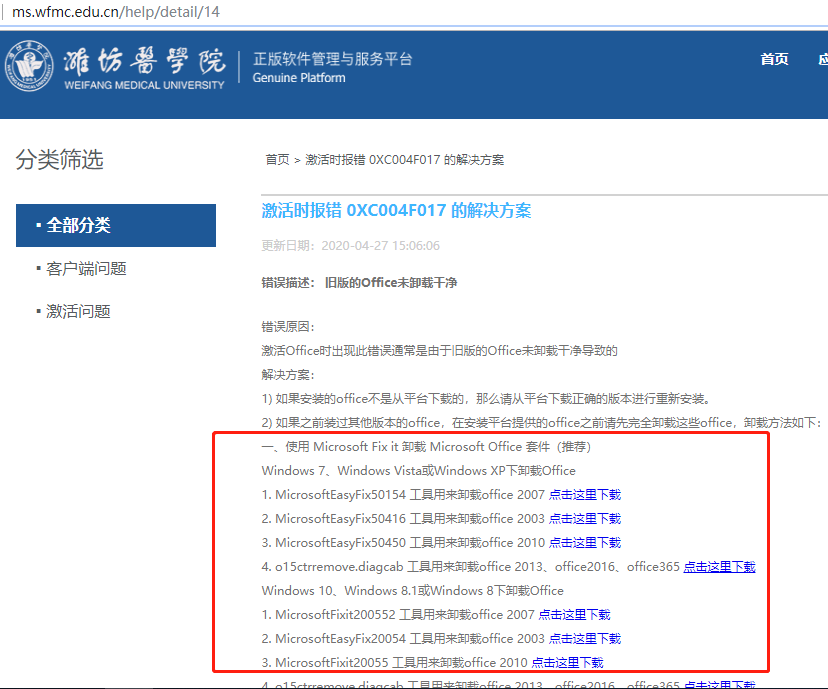 ms.wfmc.edu.cn/help/detail/14
濰坊醫學院
WEIFANG MEDICAL UNIVERSITY
正版软件管理与服务平台
Genuine Platform
首页
分类筛选
首页 > 激活时报错 0XC004F017 的解决方案
激活时报错 0XC004F017 的解决方案
▪ 全部分类
更新日期：2020-04-27 15:06:06
▪ 客户端问题
错误描述： 旧版的Office未卸载干净
▪ 激活问题
错误原因：
激活Office时出现此错误通常是由于旧版的Office未卸载干净导致的
解决方案：
1) 如果安装的office不是从平台下载的，那么请从平台下载正确的版本进行重新安装。
2) 如果之前装过其他版本的office，在安装平台提供的office之前请先完全卸载这些office，卸载方法如下：
一、使用 Microsoft Fix it 卸载 Microsoft Office 套件（推荐）
Windows 7、Windows Vista或Windows XP下卸载Office
1. MicrosoftEasyFix50154 工具用来卸载office 2007 点击这里下载
2. MicrosoftEasyFix50416 工具用来卸载office 2003 点击这里下载
3. MicrosoftEasyFix50450 工具用来卸载office 2010 点击这里下载
4. o15ctrremove.diagcab 工具用来卸载office 2013、office2016、office365 点击这里下载
Windows 10、Windows 8.1或Windows 8下卸载Office
1. MicrosoftFixit200552 工具用来卸载office 2007 点击这里下载
2. MicrosoftEasyFix20054 工具用来卸载office 2003 点击这里下载
3. MicrosoftFixit20055 工具用来卸载office 2010 点击这里下载
4. o15ctrremove.diagcab 工具用来卸载office 2013、office2016、office365 点击这里下载